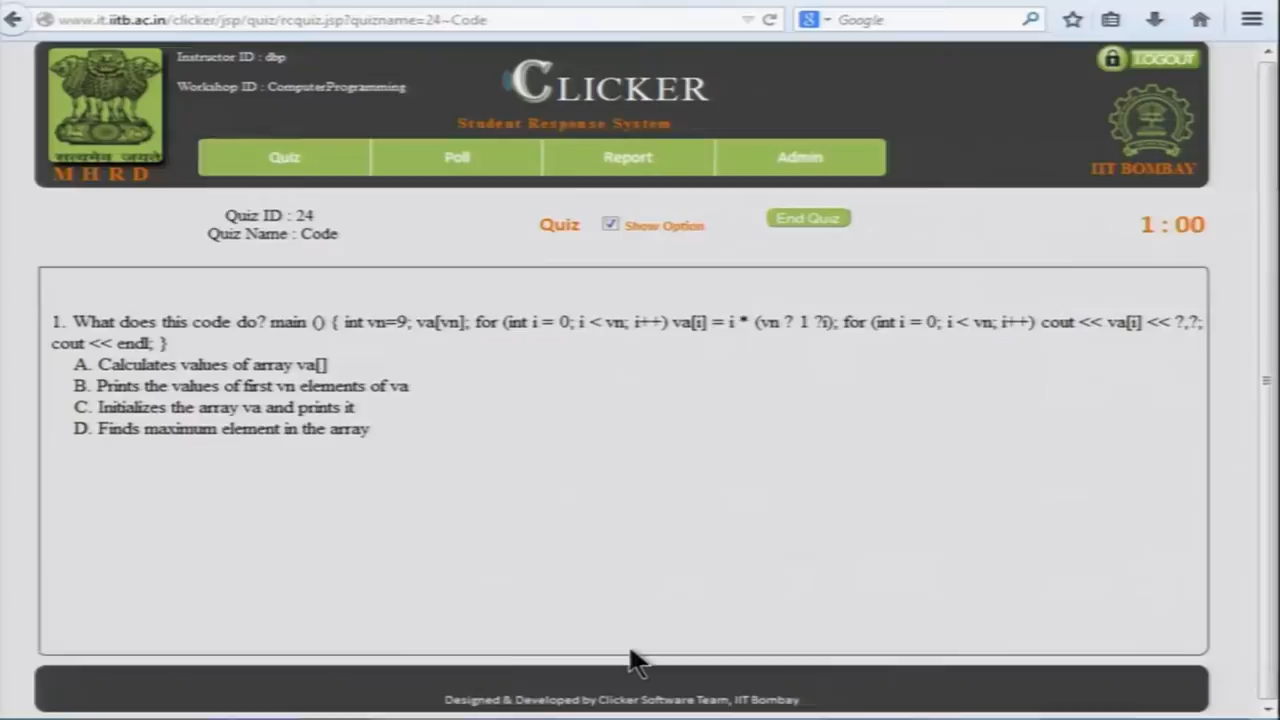 www.it.iitb.ac.in/clicker/jsp/quiz/rcquiz.jsp?quizname=24~Code
Google
Instructor ID : dbp
Workshop ID : ComputerProgramming
CLICKER
Student Response System
LOGOUT
सत्यमेव जयते
MHRD
IIT BOMBAY
Quiz
Poll
Report
Admin
Quiz ID : 24
Quiz Name : Code
Quiz
Show Option
End Quiz
1 : 00
1. What does this code do? main () { int vn=9; va[vn]; for (int i = 0; i < vn; i++) va[i] = i * (vn ? 1 ?i); for (int i = 0; i < vn; i++) cout << va[i] << ?,?;
cout << endl; }
A. Calculates values of array va[]
B. Prints the values of first vn elements of va
C. Initializes the array va and prints it
D. Finds maximum element in the array
Designed & Developed by Clicker Software Team, IIT Bombay